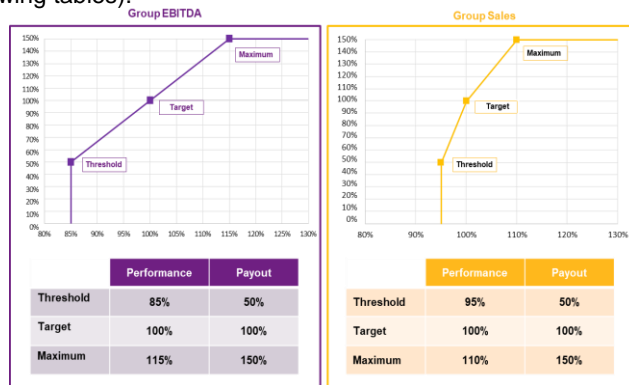 wing tables).
Group EBITDA
150%
140%
130%
120%
110%
100%
90%
80%
70%
60%
50%
40%
30%
20%
10%
0%
Maximum
Target
Threshold
80% 85% 90% 95% 100% 105% 110% 115% 120% 125% 130%
Performance Payout
Threshold 85% 50%
Target 100% 100%
Maximum 115% 150%
Group Sales
150%
140%
130%
120%
110%
100%
90%
80%
70%
60%
50%
40%
30%
20%
10%
0%
Maximum
Target
Threshold
80% 90% 100% 110% 120% 130%
Performance Payout
Threshold 95% 50%
Target 100% 100%
Maximum 110% 150%